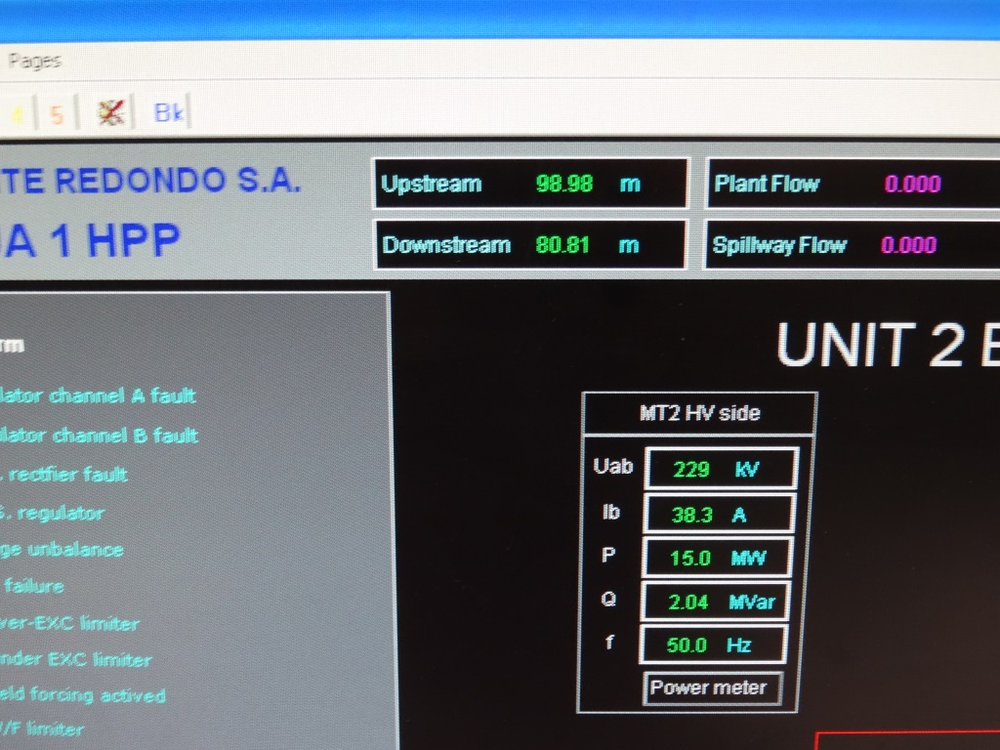 Pages
4 5 Bk
TE REDONDO S.A.
A 1 HPP
Upstream 98.98 m
Plant Flow 0.000
Downstream 80.81 m
Spillway Flow 0.000
UNIT 2 E
rm
lator channel A fault
lator channel B fault
. rectfier fault
S. regulator
ge unbalance
failure
ver-EXC limiter
nder EXC limiter
eld forcing actived
/F limiter
MT2 HV side
Uab 229 kV
Ib 38.3 A
P 15.0 MW
Q 2.04 MVar
f 50.0 Hz
Power meter